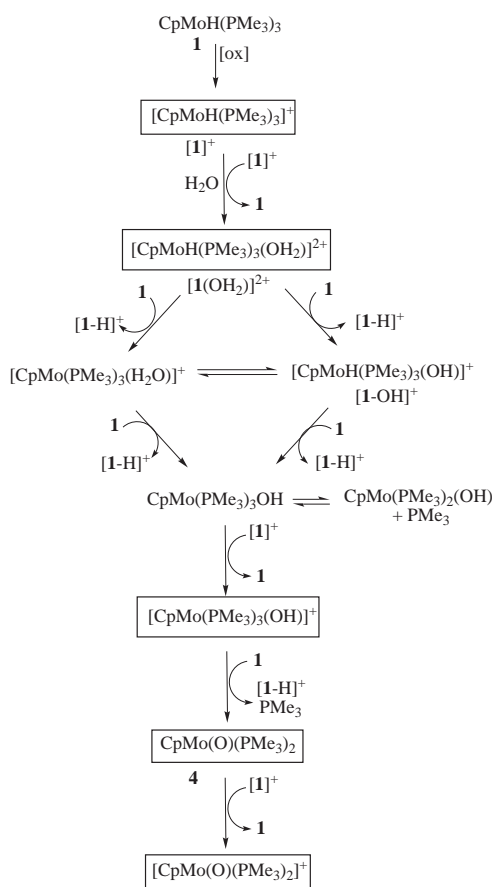 CpMoH(PMe₃)₃
1
[ox]
[CpMoH(PMe₃)₃]⁺
[1]⁺
[1]⁺
H₂O
1
[CpMoH(PMe₃)₃(OH₂)]²⁺
[1(OH₂)]²⁺
1 1
[1-H]⁺ [1-H]⁺
[CpMo(PMe₃)₃(H₂O)]⁺ [CpMoH(PMe₃)₃(OH)]⁺
[1-OH]⁺
1 1
[1-H]⁺ [1-H]⁺
CpMo(PMe₃)₃OH CpMo(PMe₃)₂(OH)
+ PMe₃
[1]⁺
1
[CpMo(PMe₃)₃(OH)]⁺
1
[1-H]⁺
PMe₃
CpMo(O)(PMe₃)₂
4
[1]⁺
1
[CpMo(O)(PMe₃)₂]⁺